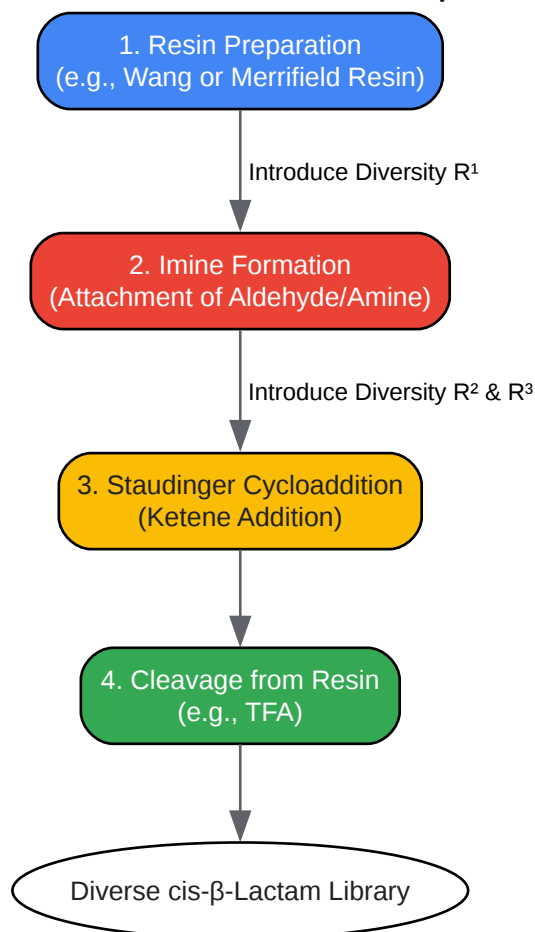 1. Resin Preparation
(e.g., Wang or Merrifield Resin)
Introduce Diversity R¹
2. Imine Formation
(Attachment of Aldehyde/Amine)
Introduce Diversity R² & R³
3. Staudinger Cycloaddition
(Ketene Addition)
4. Cleavage from Resin
(e.g., TFA)
Diverse cis-β-Lactam Library